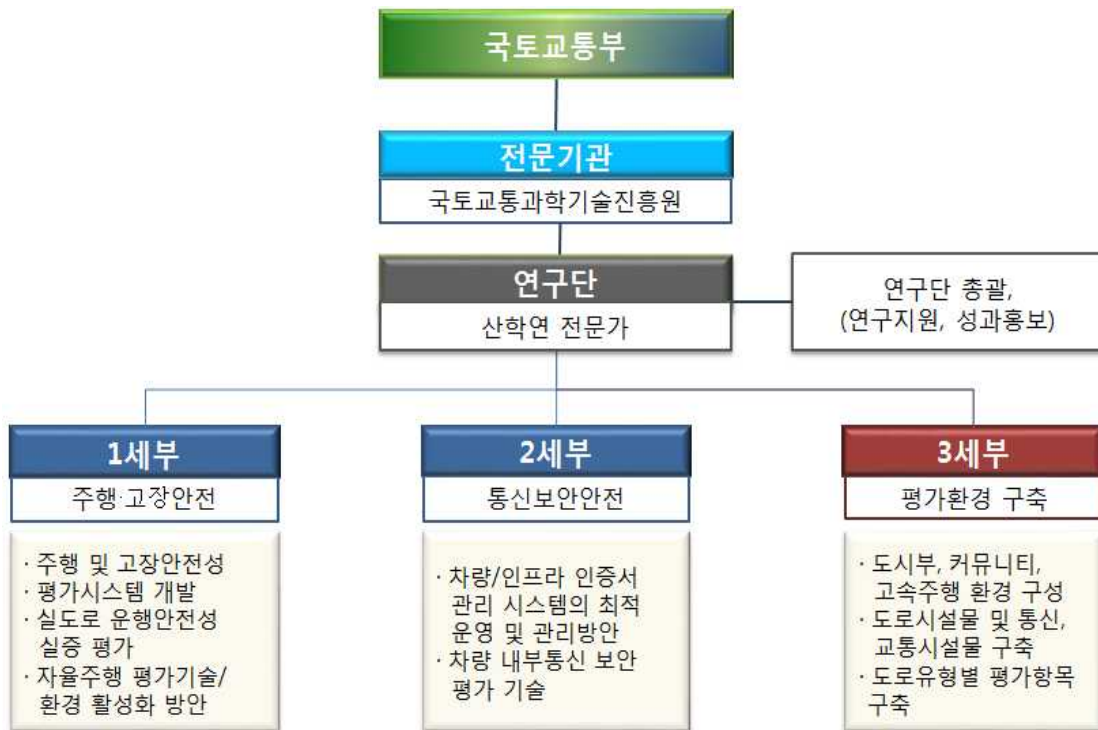 국토교통부
전문기관
국토교통과학기술진흥원
연구단
산학연 전문가
연구단 총괄,
(연구지원, 성과홍보)
1세부
주행·고장안전
· 주행 및 고장안전성
· 평가시스템 개발
· 실도로 운행안전성
실증 평가
· 자율주행 평가기술/
환경 활성화 방안
2세부
통신보안안전
· 차량/인프라 인증서
관리 시스템의 최적
운영 및 관리방안
· 차량 내부통신 보안
평가 기술
3세부
평가환경 구축
· 도시부, 커뮤니티,
고속주행 환경 구성
· 도로시설물 및 통신,
교통시설물 구축
· 도로유형별 평가항목
구축